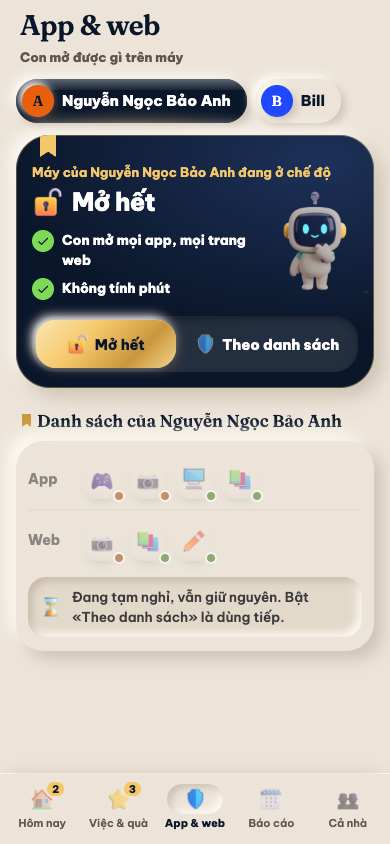 App & web
Con mở được gì trên máy
A Nguyễn Ngọc Bảo Anh
B Bill
Máy của Nguyễn Ngọc Bảo Anh đang ở chế độ
Mở hết
Con mở mọi app, mọi trang
web
Không tính phút
Mở hết
Theo danh sách
Danh sách của Nguyễn Ngọc Bảo Anh
App
Web
Đang tạm nghỉ, vẫn giữ nguyên. Bật
«Theo danh sách» là dùng tiếp.
2
3
Hôm nay
Việc & quà
App & web
Báo cáo
Cả nhà